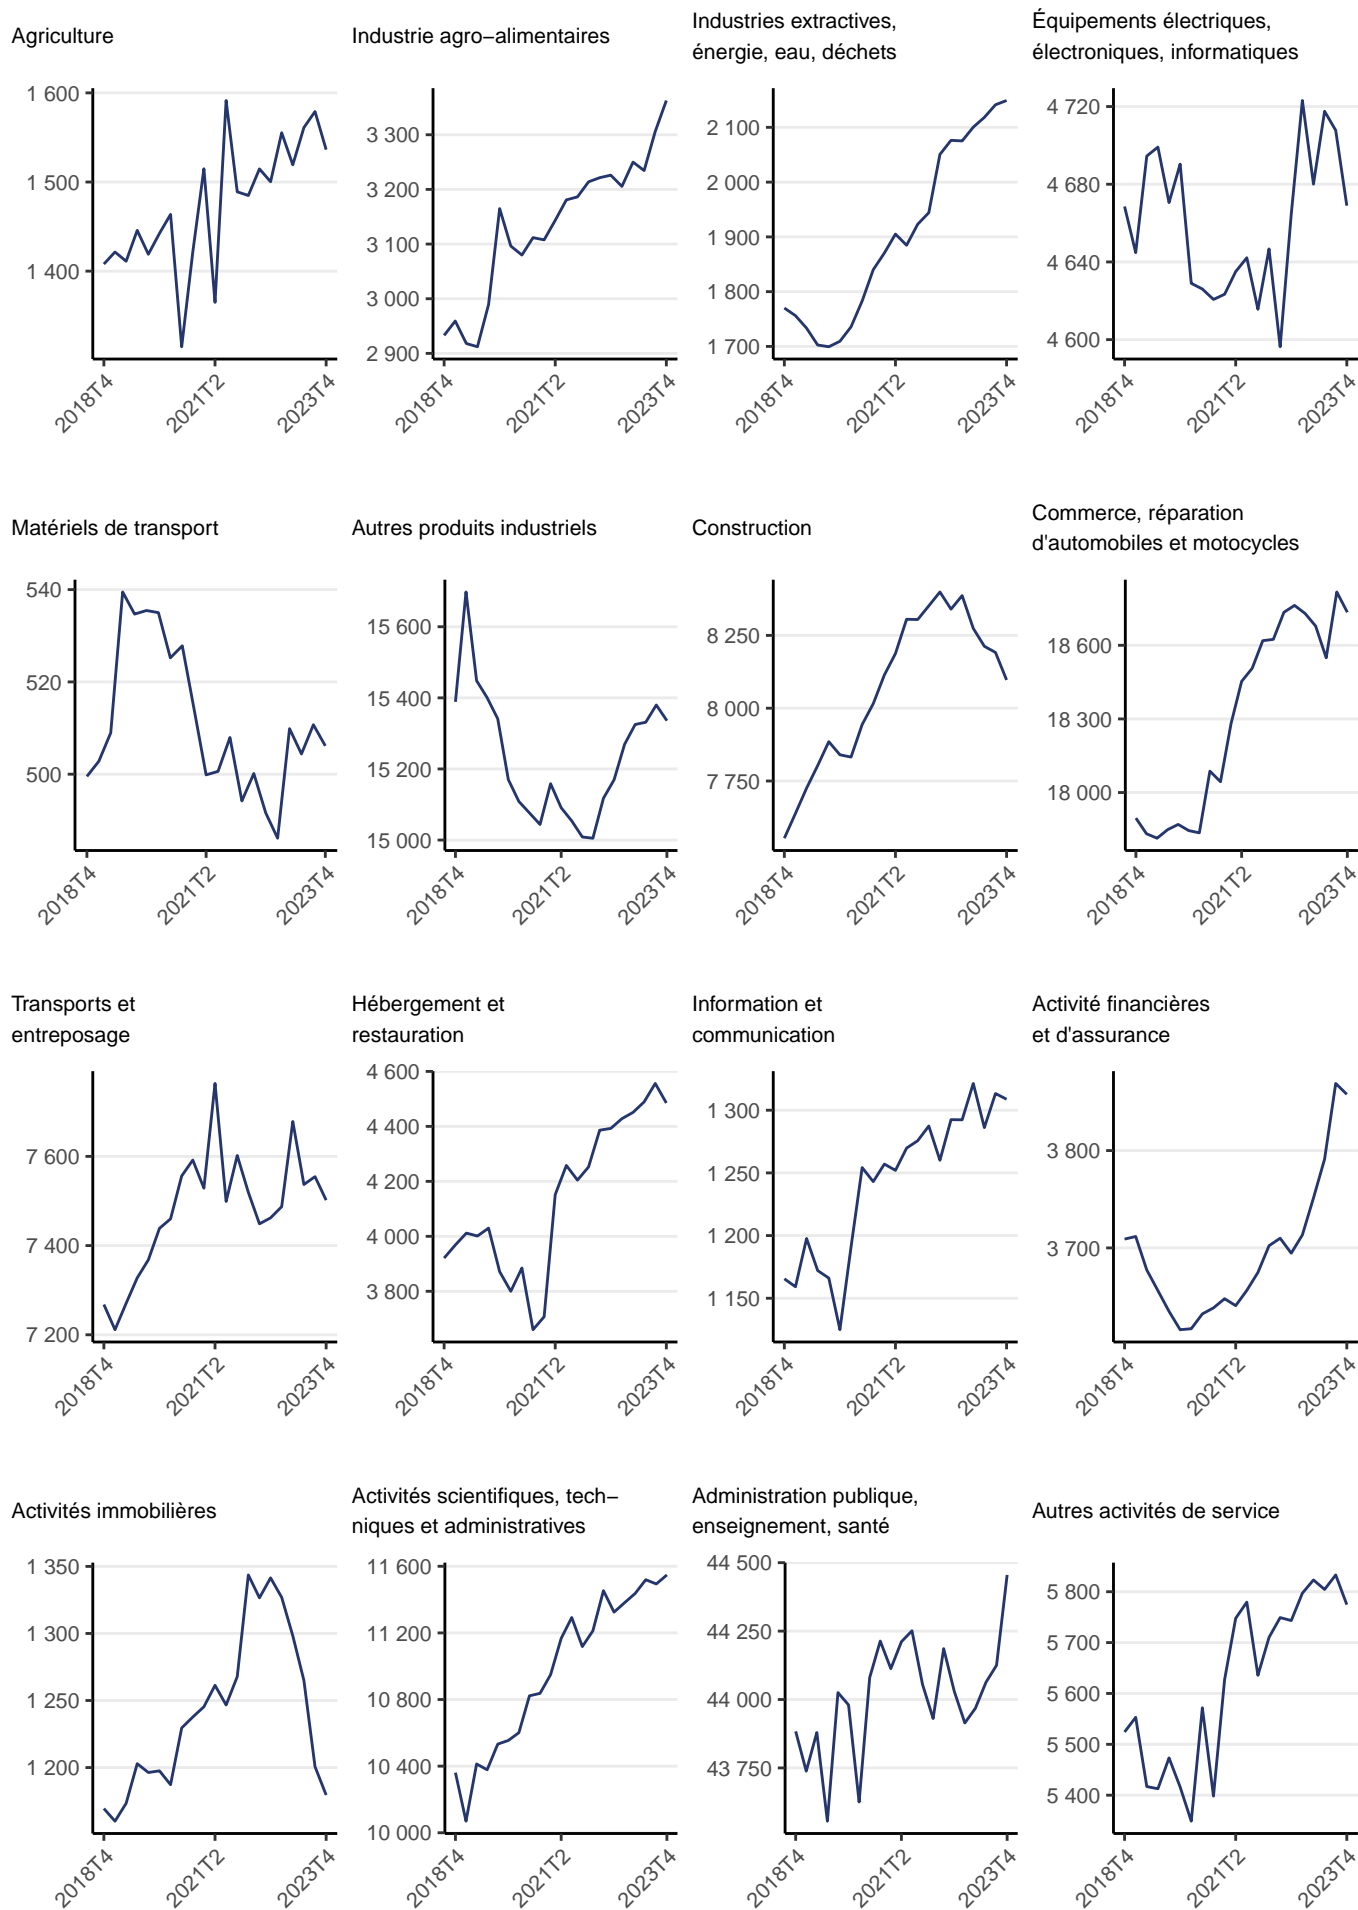 Agriculture
1 600
1 500
1 400
2018T4
2021T2
2023T4
Industrie agro−alimentaires
3 300
3 200
3 100
3 000
2 900
2018T4
2021T2
2023T4
Industries extractives,
énergie, eau, déchets
2 100
2 000
1 900
1 800
1 700
2018T4
2021T2
2023T4
Équipements électriques,
électroniques, informatiques
4 720
4 680
4 640
4 600
2018T4
2021T2
2023T4
Matériels de transport
540
520
500
2018T4
2021T2
2023T4
Autres produits industriels
15 600
15 400
15 200
15 000
2018T4
2021T2
2023T4
Construction
8 250
8 000
7 750
2018T4
2021T2
2023T4
Commerce, réparation
d'automobiles et motocycles
18 600
18 300
18 000
2018T4
2021T2
2023T4
Transports et
entreposage
7 600
7 400
7 200
2018T4
2021T2
2023T4
Hébergement et
restauration
4 600
4 400
4 200
4 000
3 800
2018T4
2021T2
2023T4
Information et
communication
1 300
1 250
1 200
1 150
2018T4
2021T2
2023T4
Activité financières
et d'assurance
3 800
3 700
2018T4
2021T2
2023T4
Activités immobilières
1 350
1 300
1 250
1 200
2018T4
2021T2
2023T4
Activités scientifiques, tech−
niques et administratives
11 600
11 200
10 800
10 400
10 000
2018T4
2021T2
2023T4
Administration publique,
enseignement, santé
44 500
44 250
44 000
43 750
2018T4
2021T2
2023T4
Autres activités de service
5 800
5 700
5 600
5 500
5 400
2018T4
2021T2
2023T4